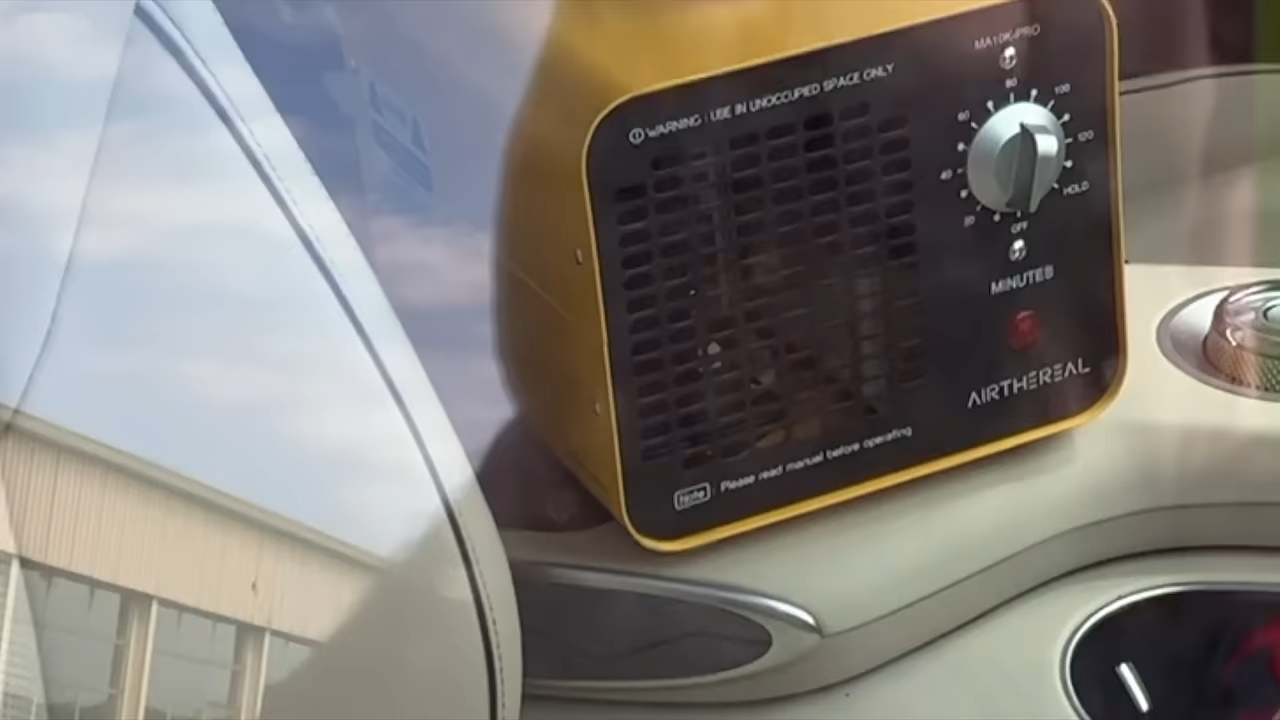 MA10K-PRO
WARNING : USE IN UNOCCUPIED SPACE ONLY
80
60 100
120
40
HOLD
20
OFF
MINUTES
AIRTHEREAL
Note : Please read manual before operating